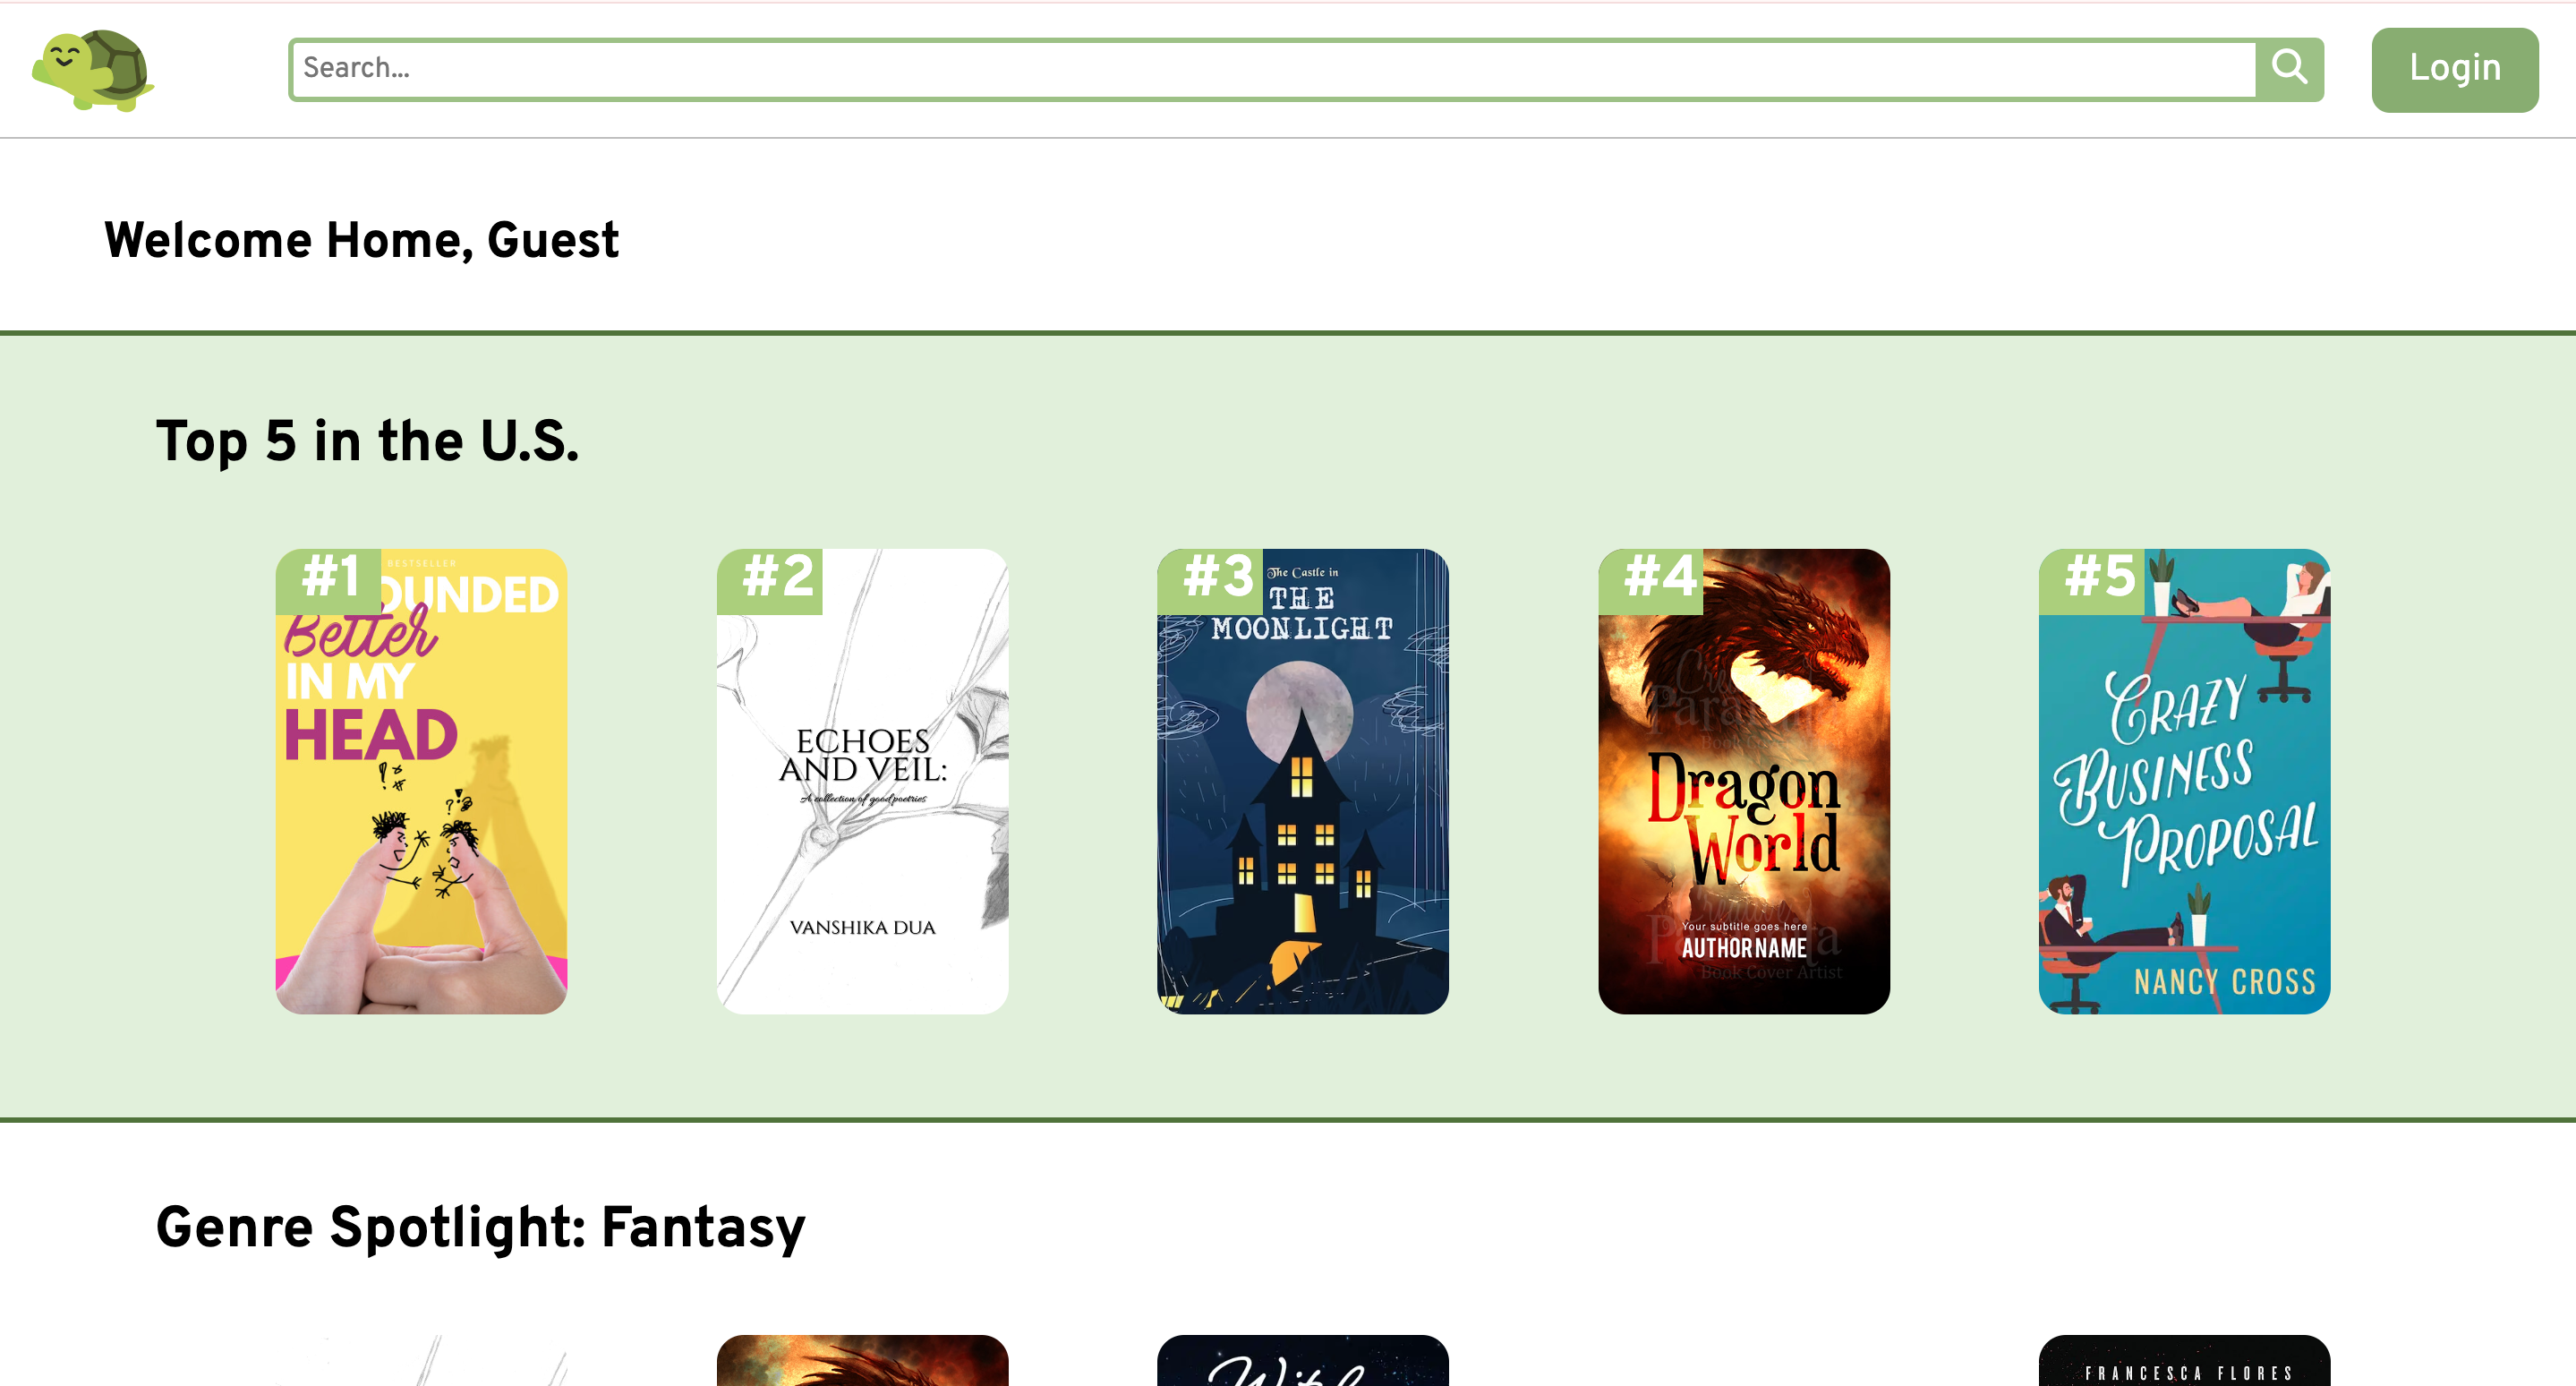 Search...
Login
Welcome Home, Guest
Top 5 in the U.S.
#1
BESTSELLER
OUNDED
Better
IN MY
HEAD
#2
ECHOES
AND VEIL:
A collection of good poetries
VANSHIKA DUA
#3
The Castle in
THE
MOONLIGHT
#4
Dragon
World
Your subtitle goes here
AUTHOR NAME
Book Cover Artist
#5
CRAZY
BUSINESS
PROPOSAL
NANCY CROSS
Genre Spotlight: Fantasy
FRANCESCA FLORES